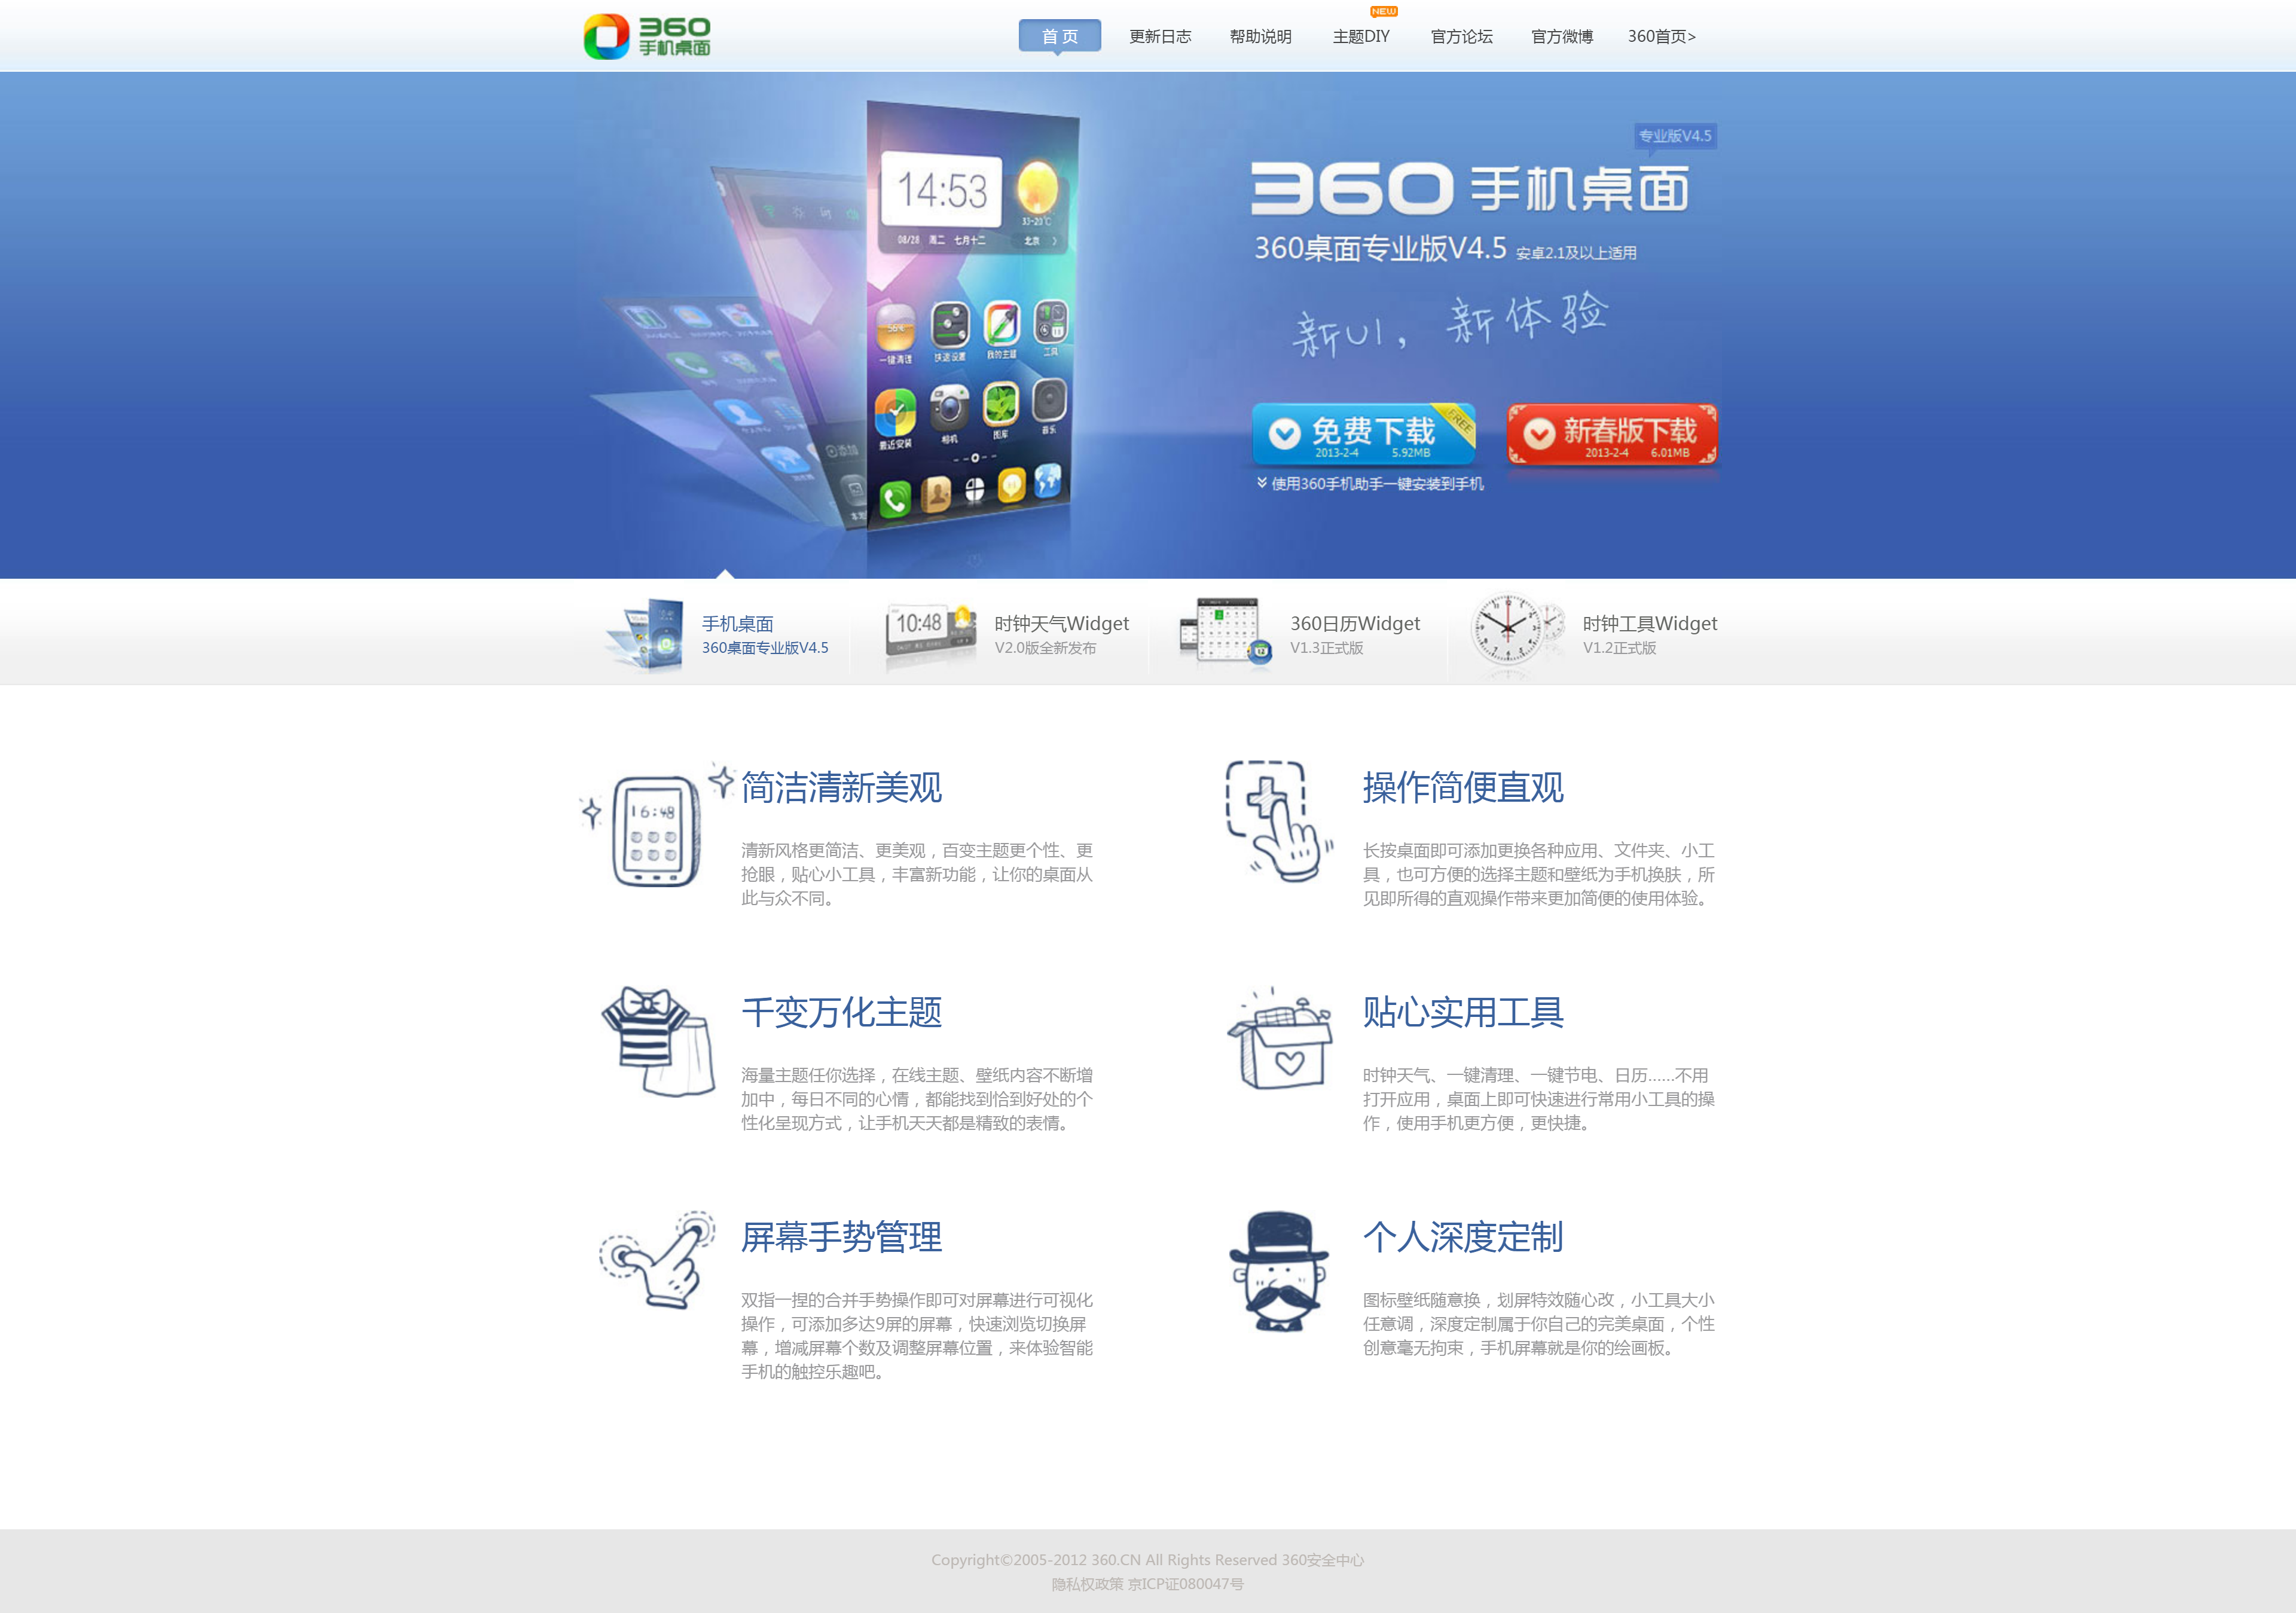 360
手机桌面
NEW
首 页 更新日志 帮助说明 主题DIY 官方论坛 官方微博 360首页>
专业版V4.5
360 手机桌面
360桌面专业版V4.5 安卓2.1及以上适用
新UI， 新体验
14:53
33-20℃
08/28 周二 七月十二 北京
56%
一键清理 快速设置 我的主题 工具
最近安装 相机 图库 音乐
添加
免费下载 FREE
2013-2-4 5.92MB
新春版下载
2013-2-4 6.01MB
使用360手机助手一键安装到手机
手机桌面
360桌面专业版V4.5
10:48
时钟天气Widget
V2.0版全新发布
12
360日历Widget
V1.3正式版
时钟工具Widget
V1.2正式版
16:48
简洁清新美观
清新风格更简洁、更美观，百变主题更个性、更
抢眼，贴心小工具，丰富新功能，让你的桌面从
此与众不同。
操作简便直观
长按桌面即可添加更换各种应用、文件夹、小工
具，也可方便的选择主题和壁纸为手机换肤，所
见即所得的直观操作带来更加简便的使用体验。
千变万化主题
海量主题任你选择，在线主题、壁纸内容不断增
加中，每日不同的心情，都能找到恰到好处的个
性化呈现方式，让手机天天都是精致的表情。
贴心实用工具
时钟天气、一键清理、一键节电、日历……不用
打开应用，桌面上即可快速进行常用小工具的操
作，使用手机更方便，更快捷。
屏幕手势管理
双指一捏的合并手势操作即可对屏幕进行可视化
操作，可添加多达9屏的屏幕，快速浏览切换屏
幕，增减屏幕个数及调整屏幕位置，来体验智能
手机的触控乐趣吧。
个人深度定制
图标壁纸随意换，划屏特效随心改，小工具大小
任意调，深度定制属于你自己的完美桌面，个性
创意毫无拘束，手机屏幕就是你的绘画板。
Copyright©2005-2012 360.CN All Rights Reserved 360安全中心
隐私权政策 京ICP证080047号